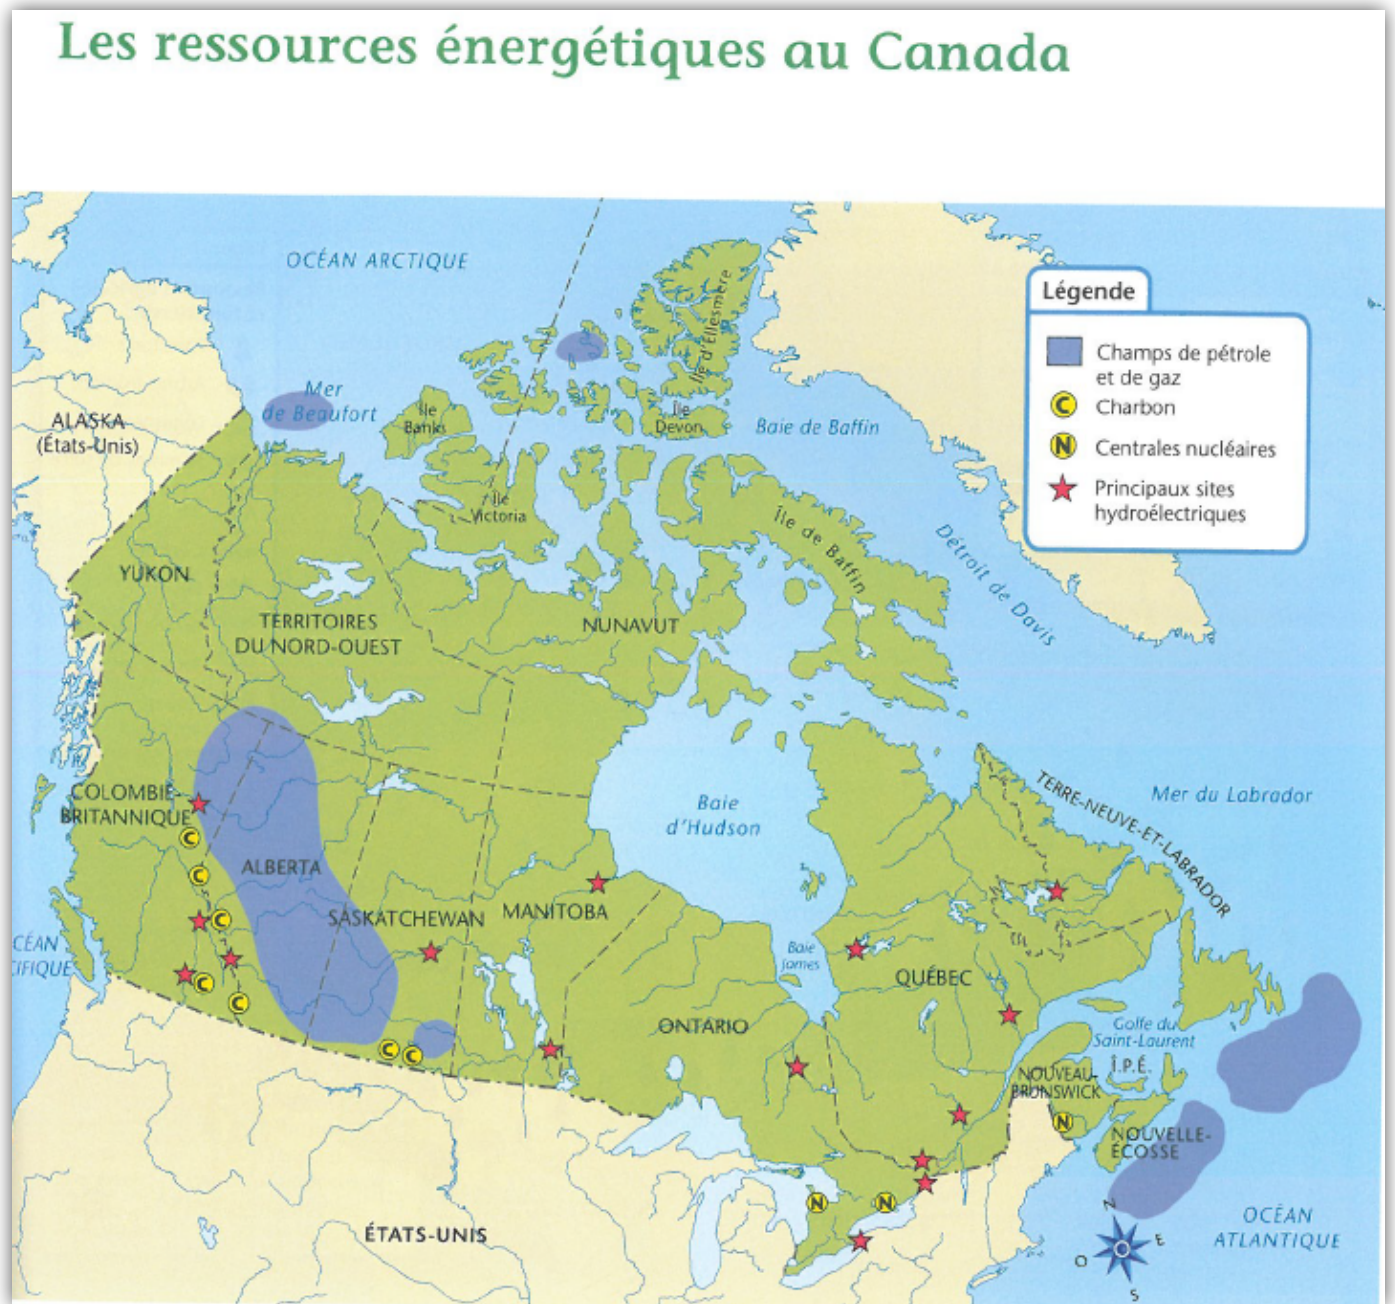 Les ressources énergétiques au Canada
OCÉAN ARCTIQUE
Légende
Champs de pétrole
et de gaz
Charbon
Centrales nucléaires
Principaux sites
hydroélectriques
C
N
Île d'Ellesmere
Mer
de Beaufort
ALASKA
(États-Unis)
Île
Banks
Île
Devon
Baie de Baffin
Île
Victoria
Île de Baffin
Détroit de Davis
YUKON
TERRITOIRES
DU NORD-OUEST
NUNAVUT
COLOMBIE-
BRITANNIQUE
Baie
d'Hudson
TERRE-NEUVE-ET-LABRADOR
Mer du Labrador
C
C
ALBERTA
C
SASKATCHEWAN
MANITOBA
CÉAN
CIFIQUE
Baie
James
QUÉBEC
C
C
ONTARIO
Golfe du
Saint-Laurent
Î.P.É.
C
C
NOUVEAU-
BRUNSWICK
N
NOUVELLE-
ÉCOSSE
N
N
ÉTATS-UNIS
OCÉAN
ATLANTIQUE
N
E
O
S